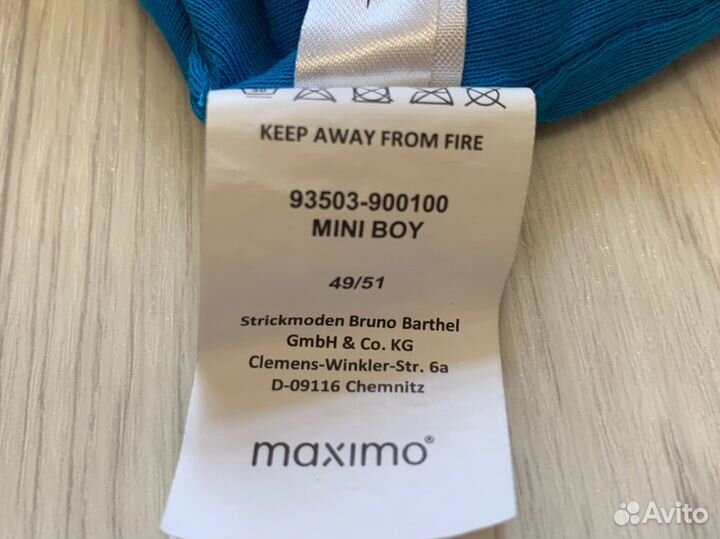 KEEP AWAY FROM FIRE
93503-900100
MINI BOY
49/51
Strickmoden Bruno Barthel
GmbH & Co. KG
Clemens-Winkler-Str. 6a
D-09116 Chemnitz
maximo®
Avito